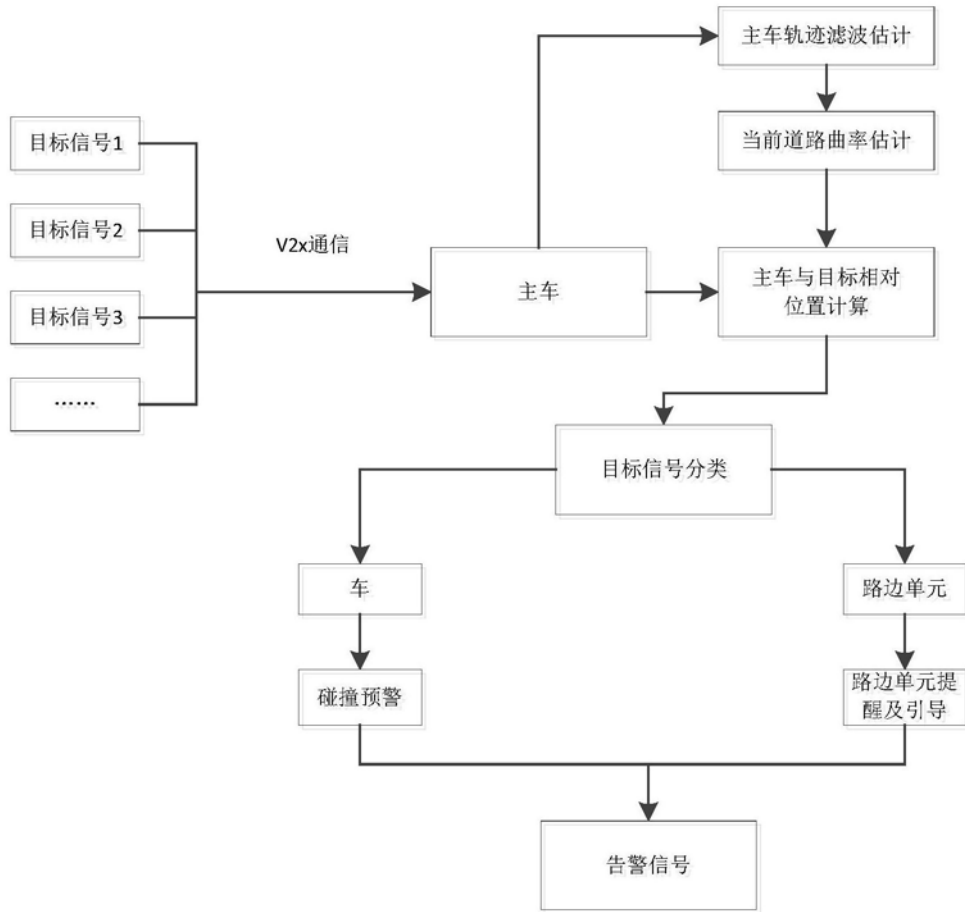 主车轨迹滤波估计
目标信号1
当前道路曲率估计
目标信号2
V2x通信
主车
主车与目标相对
位置计算
目标信号3
……
目标信号分类
车
路边单元
碰撞预警
路边单元提
醒及引导
告警信号